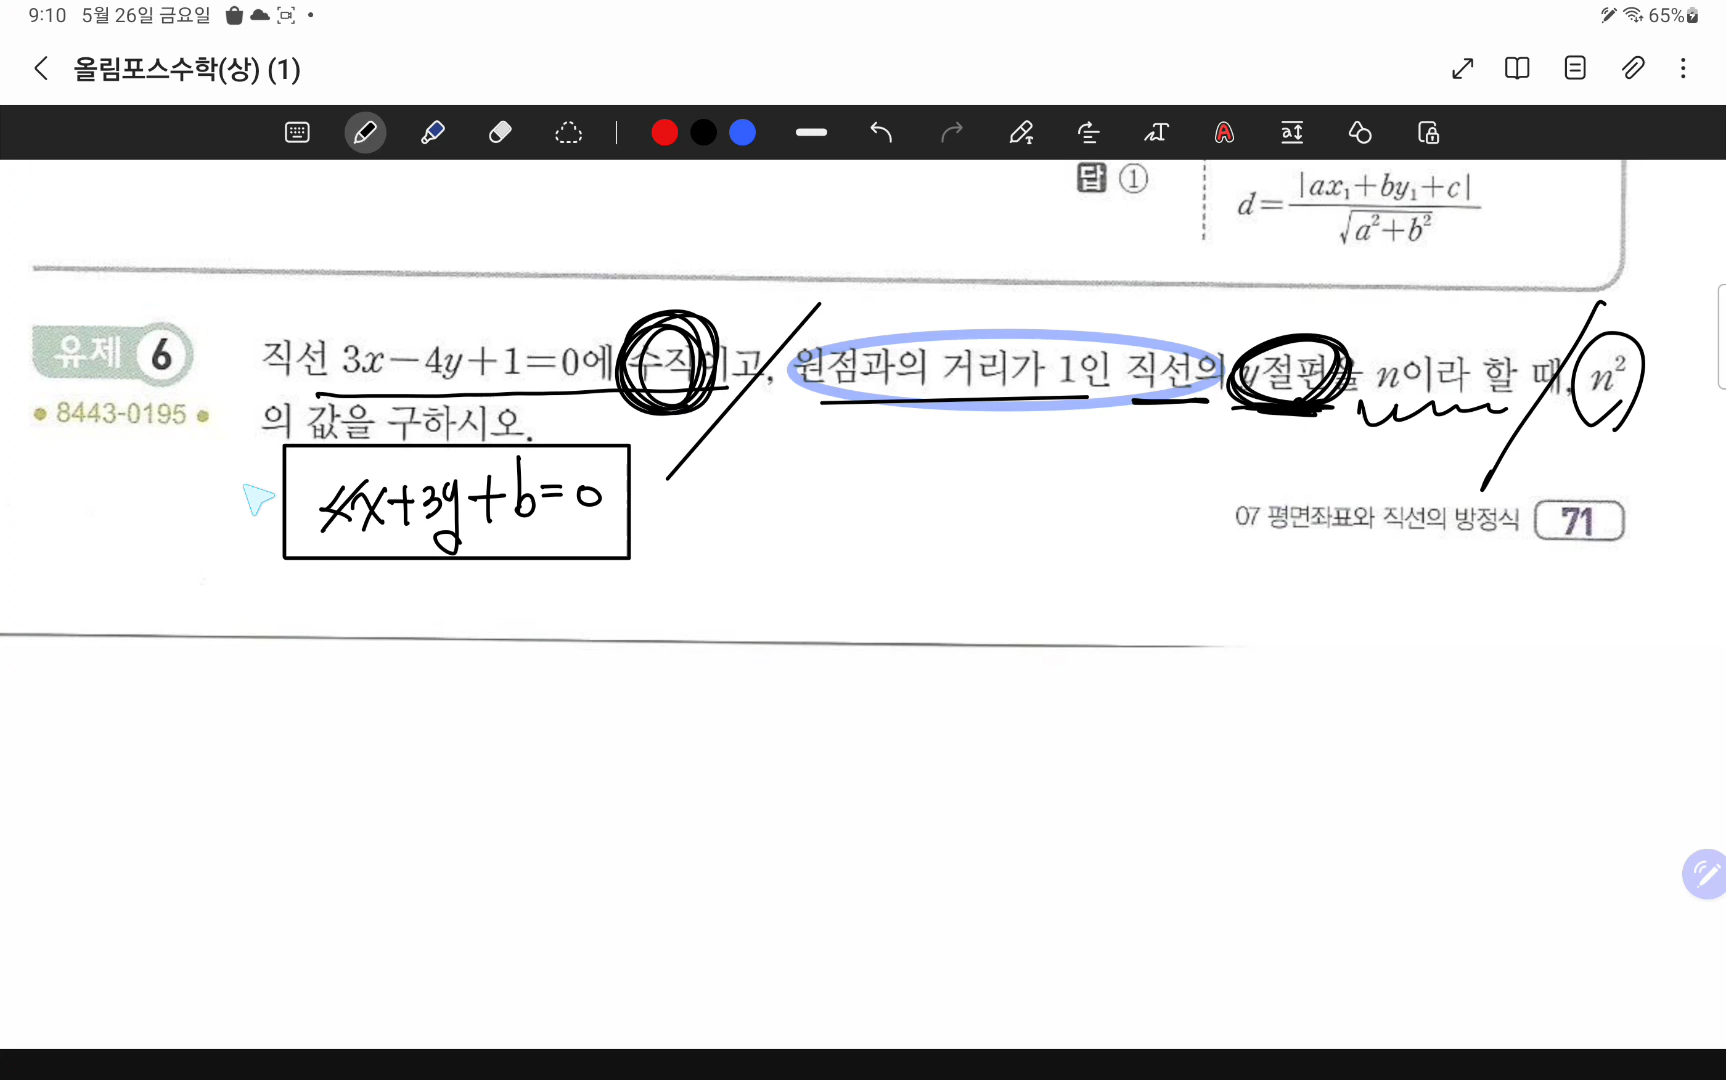 9:10 5월 26일 금요일
65%
올림포스수학(상) (1)
답 ①
d=|ax₁+by₁+c|/√a²+b²
유제 6 직선 3x-4y+1=0에 수직이고, 원점과의 거리가 1인 직선의 y절편을 n이라 할 때, n²
8443-0195 의 값을 구하시오.
4x+3y+b=0
07 평면좌표와 직선의 방정식 71